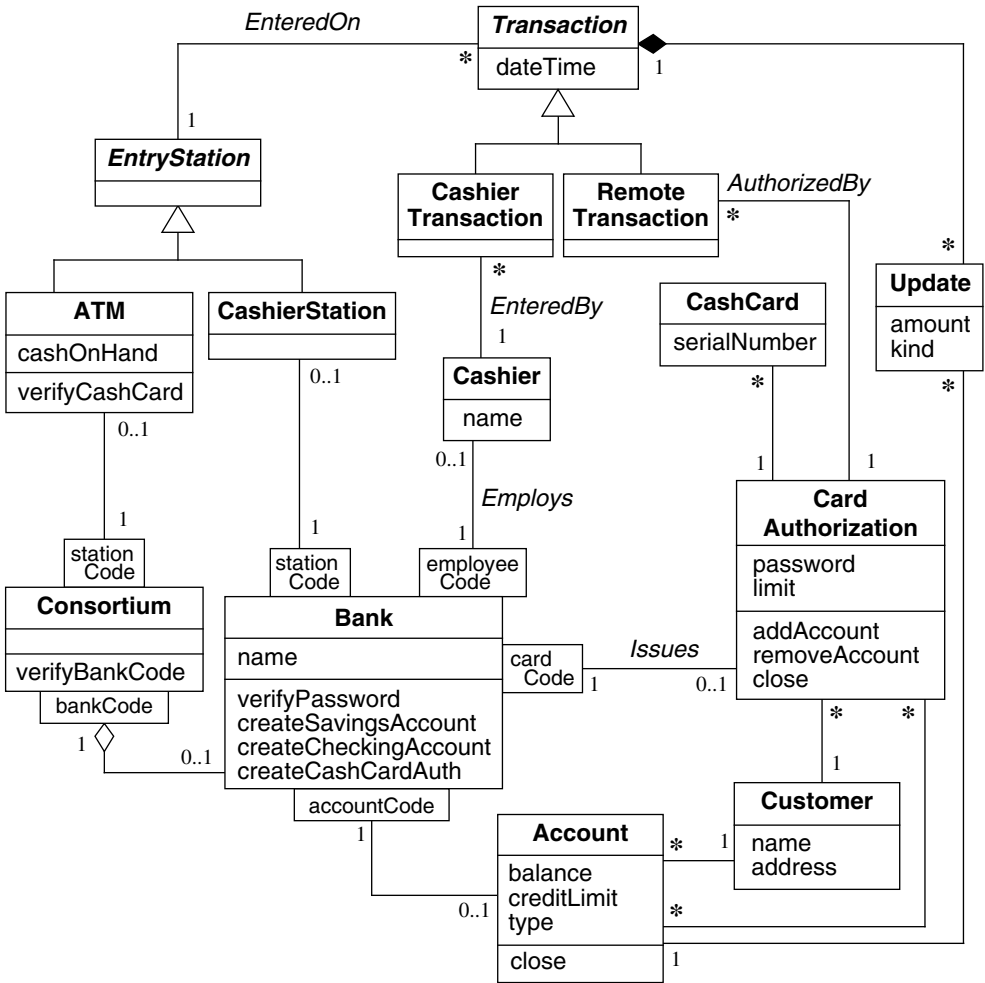 EnteredOn
Transaction
*
1
dateTime
1
EntryStation
Cashier
Transaction
Remote
Transaction
AuthorizedBy
*
*
*
ATM
cashOnHand
verifyCashCard
CashierStation
EnteredBy
CashCard
serialNumber
Update
amount
kind
1
0..1
Cashier
name
*
*
0..1
0..1
Employs
1
1
1
1
1
Card
Authorization
password
limit
addAccount
removeAccount
close
station
Code
station
Code
employee
Code
Consortium
verifyBankCode
bankCode
Bank
name
verifyPassword
createSavingsAccount
createCheckingAccount
createCashCardAuth
card
Code
Issues
1
0..1
*
*
1
0..1
1
accountCode
1
Customer
name
address
Account
balance
creditLimit
type
close
*
1
*
0..1
1